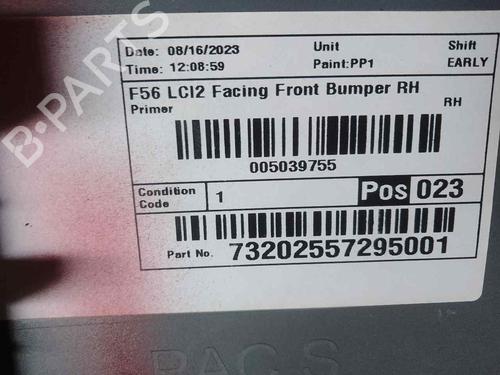 Date: 08/16/2023 Unit Shift
Time: 12:08:59 Paint:PP1 EARLY
F56 LCI2 Facing Front Bumper RH
Primer RH
005039755
Condition Code 1 Pos 023
Part No. 73202557295001
B-PARTS